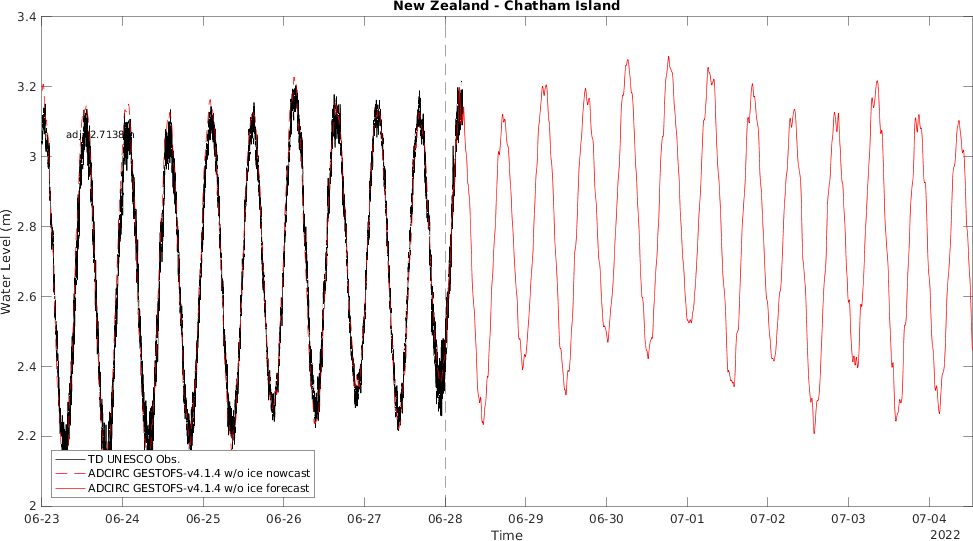 New Zealand - Chatham Island
3.4
3.2
3
2.8
2.6
2.4
2.2
2
Water Level (m)
TD UNESCO Obs.
ADCIRC GESTOFS-v4.1.4 w/o ice nowcast
ADCIRC GESTOFS-v4.1.4 w/o ice forecast
06-23 06-24 06-25 06-26 06-27 06-28 06-29 06-30 07-01 07-02 07-03 07-04
Time
2022